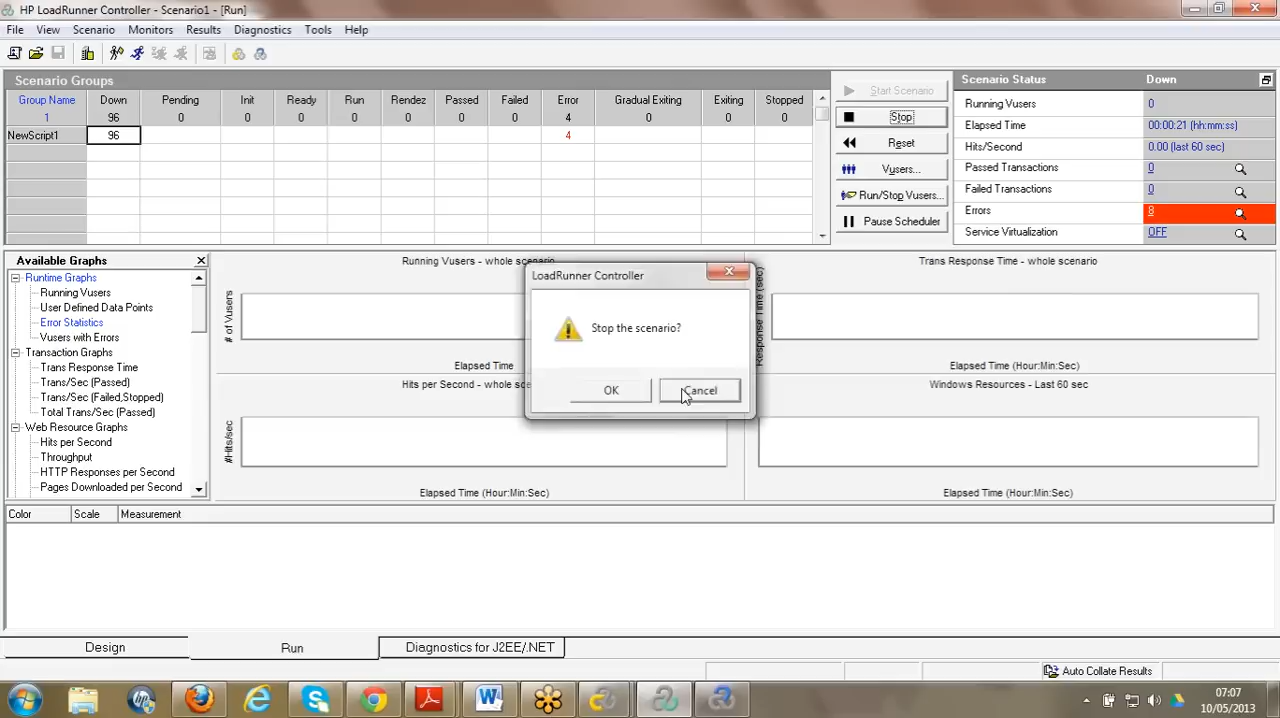 HP LoadRunner Controller - Scenario1 - [Run]
File View Scenario Monitors Results Diagnostics Tools Help
Scenario Groups
Group Name Down Pending Init Ready Run Rendez Passed Failed Error Gradual Exiting Exiting Stopped
1 96 0 0 0 0 0 0 0 4 0 0 0
NewScript1 96 4
Start Scenario
Stop
Reset
Vusers...
Run/Stop Vusers...
Pause Scheduler
Scenario Status Down
Running Vusers 0
Elapsed Time 00:00:21 (hh:mm:ss)
Hits/Second 0.00 (last 60 sec)
Passed Transactions 0
Failed Transactions 0
Errors 8
Service Virtualization OFF
Available Graphs
Runtime Graphs
Running Vusers
User Defined Data Points
Error Statistics
Vusers with Errors
Transaction Graphs
Trans Response Time
Trans/Sec (Passed)
Trans/Sec (Failed,Stopped)
Total Trans/Sec (Passed)
Web Resource Graphs
Hits per Second
Throughput
HTTP Responses per Second
Pages Downloaded per Second
Running Vusers - whole scenario
# of Vusers
Elapsed Time
Trans Response Time - whole scenario
Response Time (sec)
Elapsed Time (Hour:Min:Sec)
Hits per Second - whole
#Hits/sec
Elapsed Time (Hour:Min:Sec)
Windows Resources - Last 60 sec
Elapsed Time (Hour:Min:Sec)
LoadRunner Controller
Stop the scenario?
OK Cancel
Color Scale Measurement
Design Run Diagnostics for J2EE/.NET
Auto Collate Results
07:07
10/05/2013